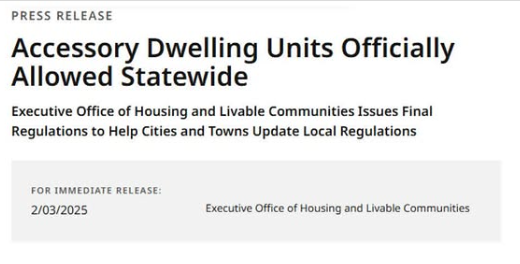 PRESS RELEASE
Accessory Dwelling Units Officially
Allowed Statewide
Executive Office of Housing and Livable Communities Issues Final
Regulations to Help Cities and Towns Update Local Regulations
FOR IMMEDIATE RELEASE:
2/03/2025
Executive Office of Housing and Livable Communities